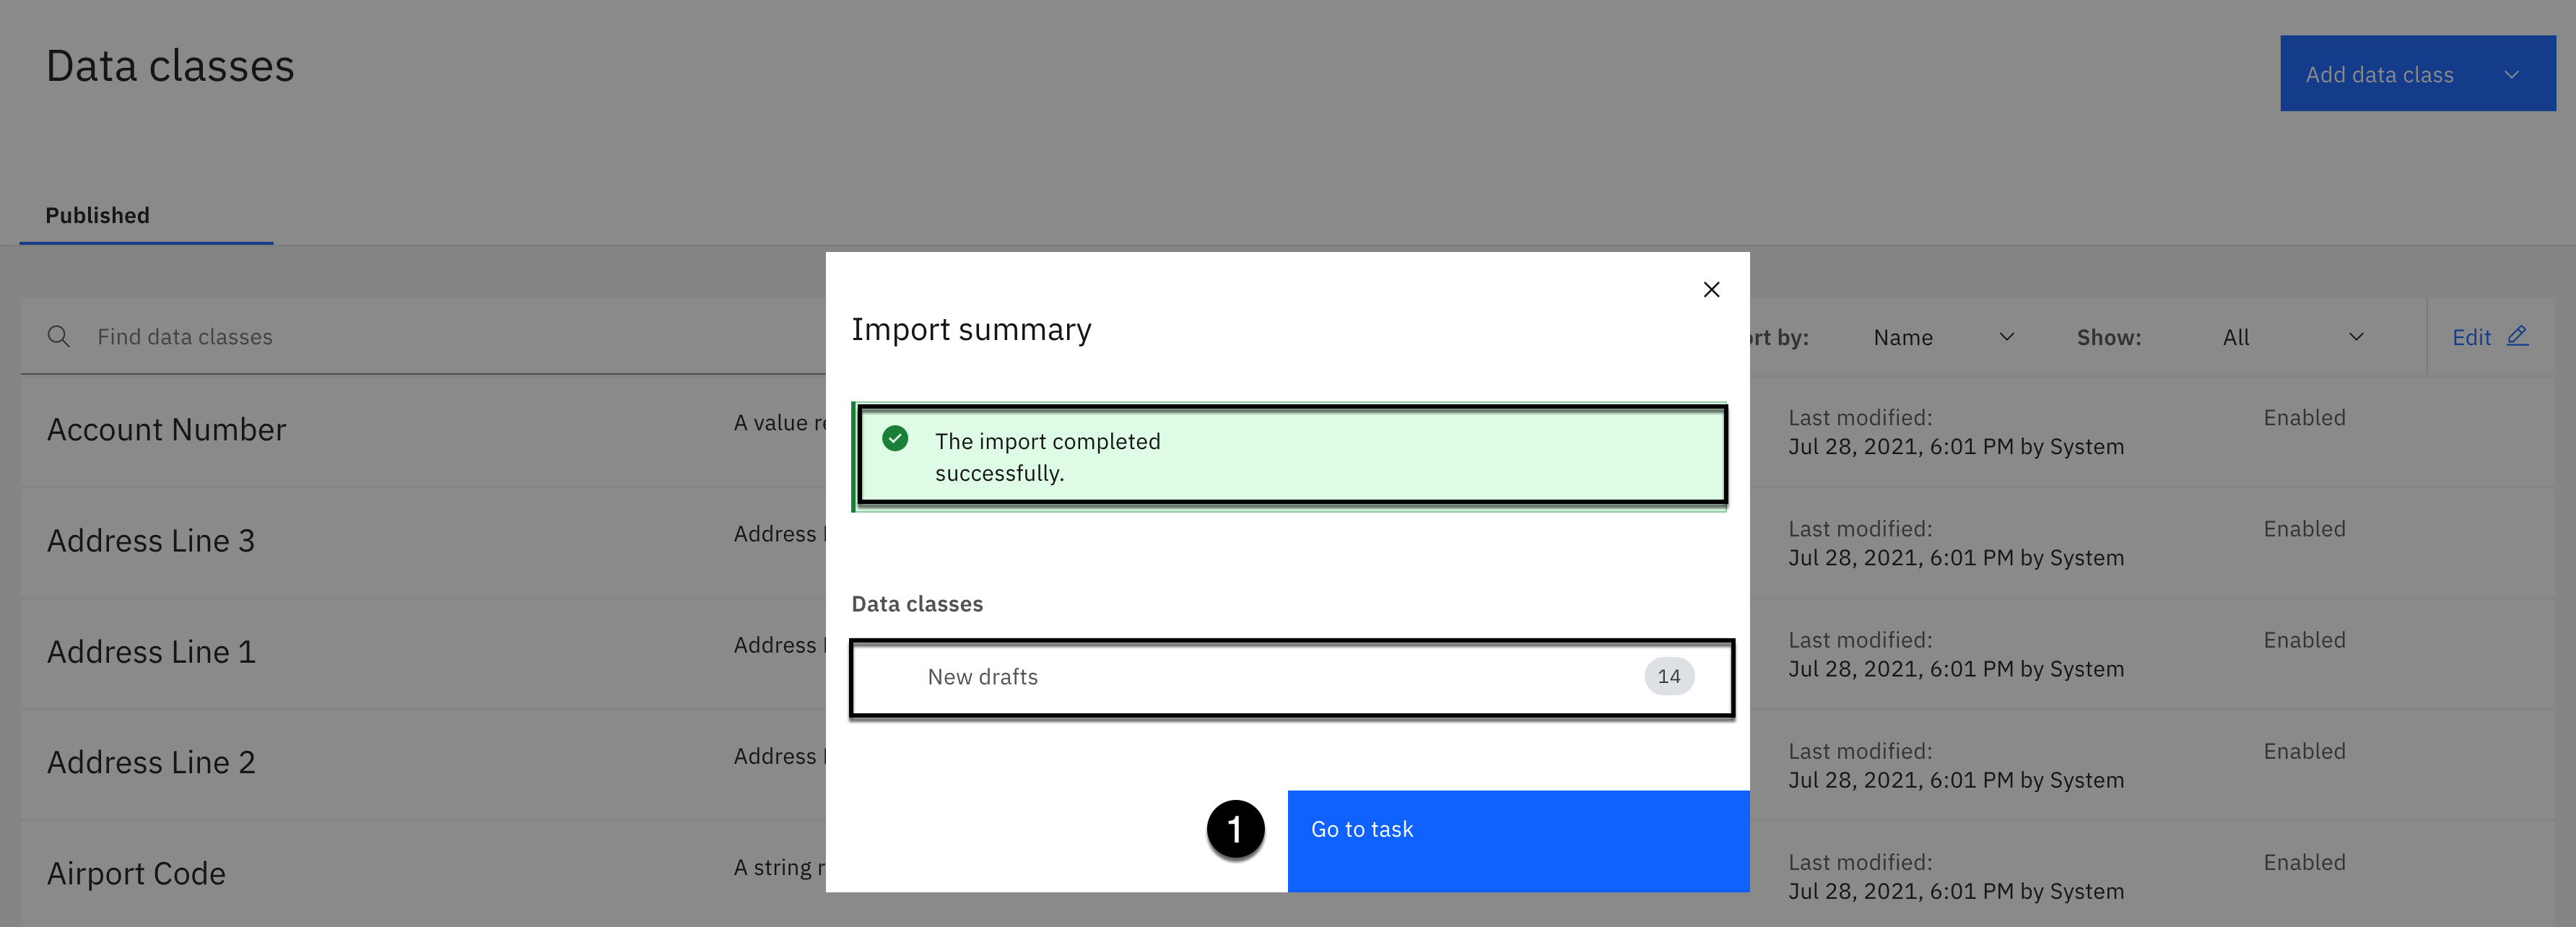 Data classes
Add data class
Published
Import summary
Find data classes
by:
Name
Show:
All
Edit
The import completed
successfully.
Account Number
A value
Last modified:
Jul 28, 2021, 6:01 PM by System
Enabled
Address Line 3
Address
Last modified:
Jul 28, 2021, 6:01 PM by System
Enabled
Data classes
Address Line 1
Address
New drafts
14
Last modified:
Jul 28, 2021, 6:01 PM by System
Enabled
Address Line 2
Address
Last modified:
Jul 28, 2021, 6:01 PM by System
Enabled
1
Go to task
Airport Code
A string
Last modified:
Jul 28, 2021, 6:01 PM by System
Enabled